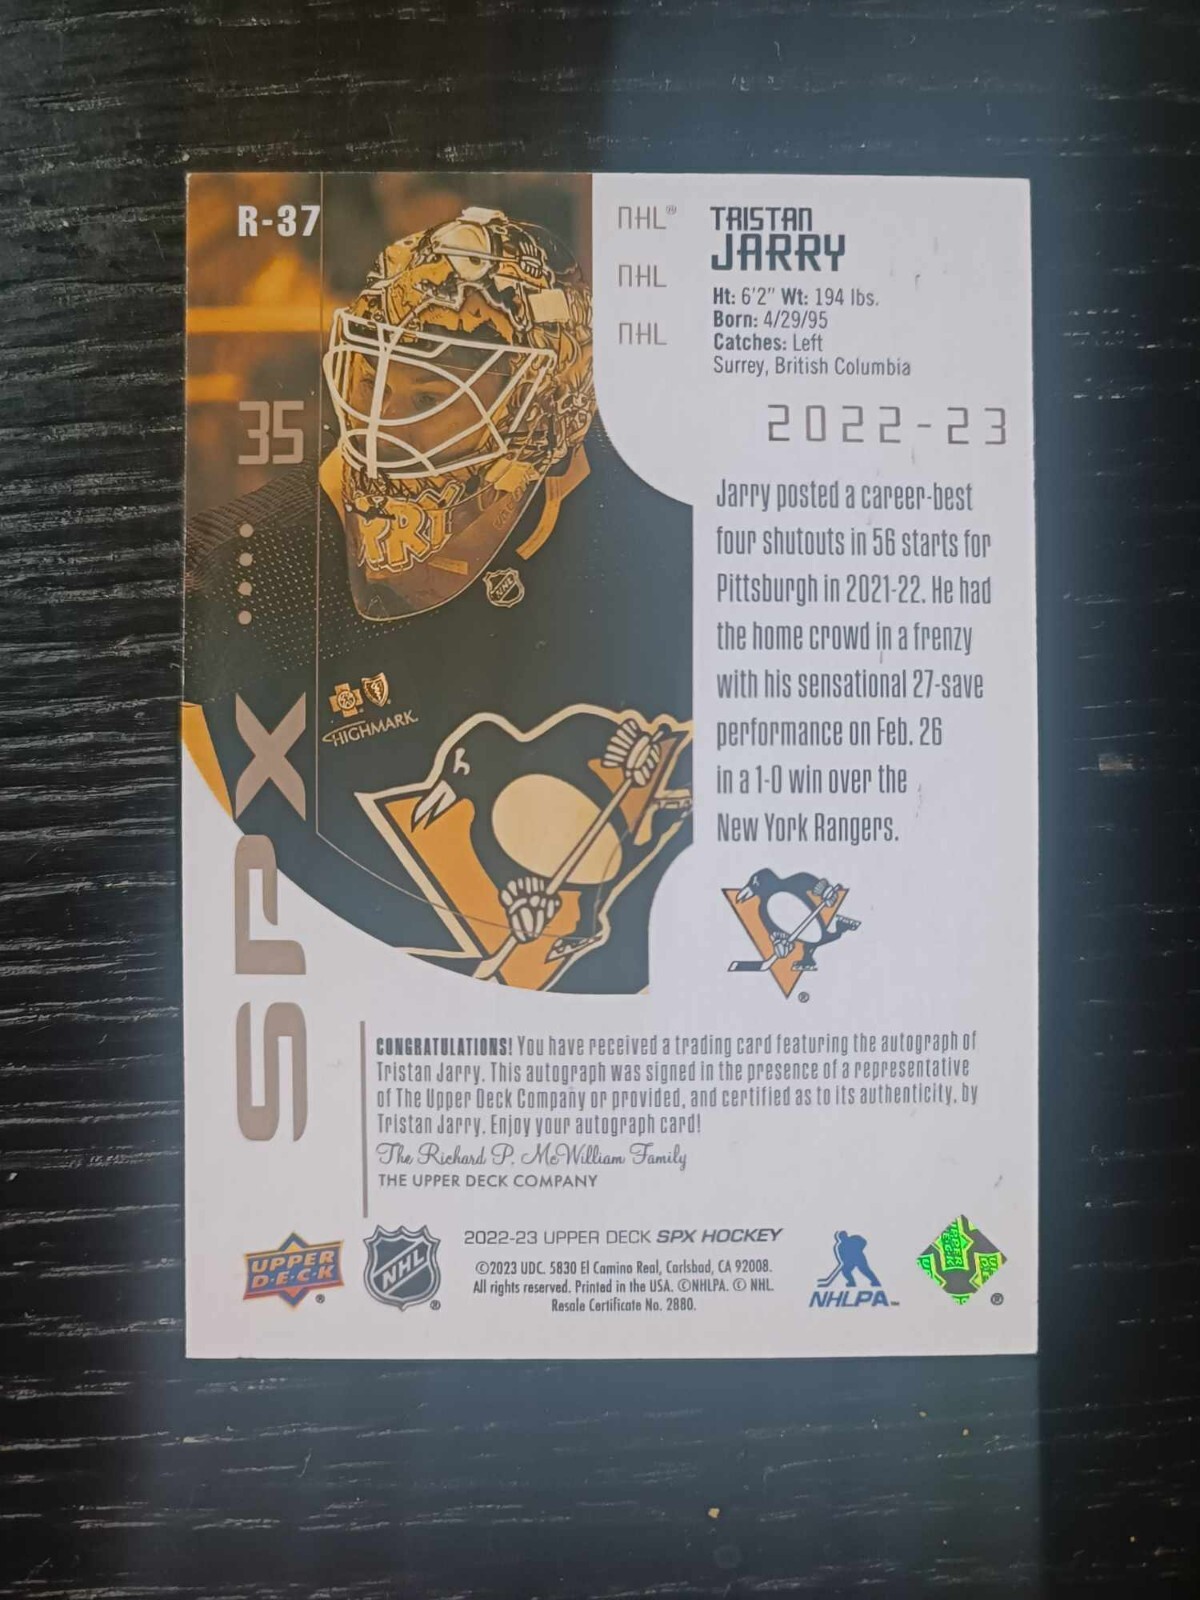 R-37
35
SPX
HIGHMARK
NHL®
NHL
NHL
TRISTAN
JARRY
Ht: 6'2" Wt: 194 lbs.
Born: 4/29/95
Catches: Left
Surrey, British Columbia
2022-23
Jarry posted a career-best
four shutouts in 56 starts for
Pittsburgh in 2021-22. He had
the home crowd in a frenzy
with his sensational 27-save
performance on Feb. 26
in a 1-0 win over the
New York Rangers.
®
CONGRATULATIONS! You have received a trading card featuring the autograph of
Tristan Jarry. This autograph was signed in the presence of a representative
of The Upper Deck Company or provided, and certified as to its authenticity, by
Tristan Jarry. Enjoy your autograph card!
The Richard P. McWilliam Family
THE UPPER DECK COMPANY
UPPER
D·E·C·K
®
NHL
®
2022-23 UPPER DECK SPX HOCKEY
©2023 UDC. 5830 El Camino Real, Carlsbad, CA 92008.
All rights reserved. Printed in the USA. ©NHLPA. © NHL.
Resale Certificate No. 2880.
NHLPA™
®